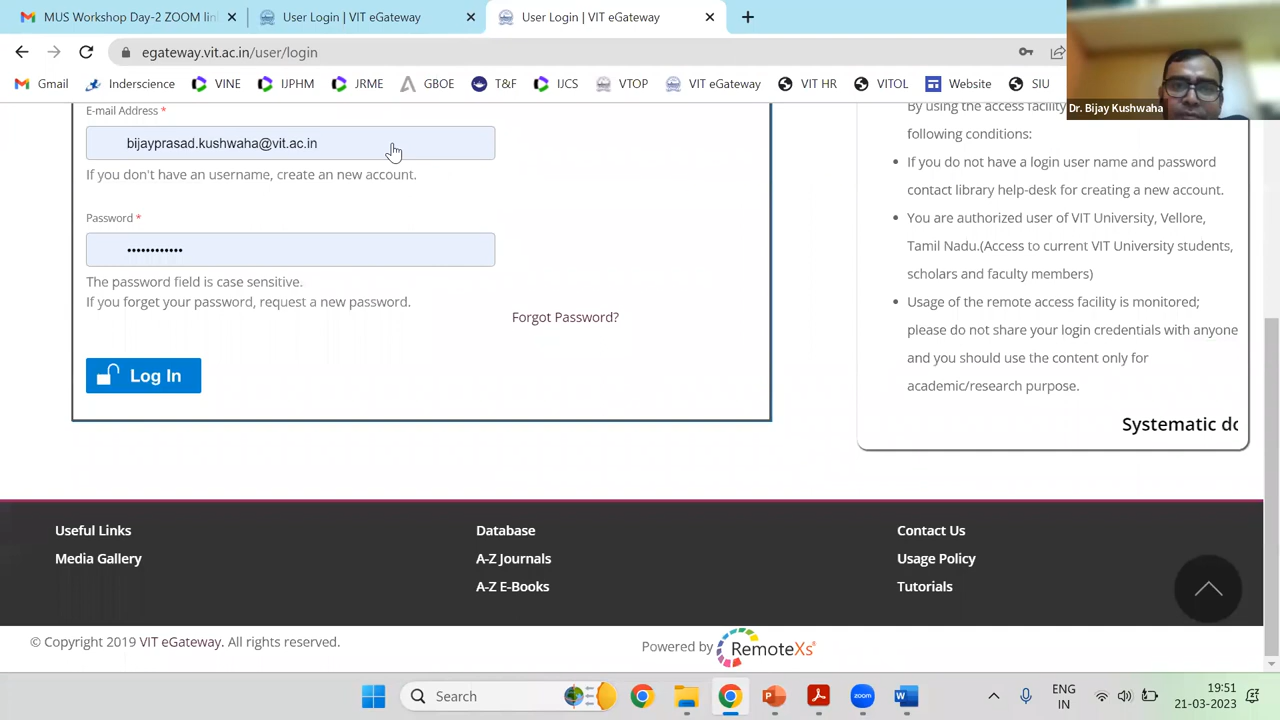 MUS Workshop Day-2 ZOOM lin
User Login | VIT eGateway
User Login | VIT eGateway
egateway.vit.ac.in/user/login
Gmail
Inderscience
VINE
IJPHM
JRME
GBOE
T&F
IJCS
VTOP
VIT eGateway
VIT HR
VITOL
Website
SIU
Dr. Bijay Kushwaha
E-mail Address *
bijayprasad.kushwaha@vit.ac.in
If you don't have an username, create an new account.
Password *
••••••••••••
The password field is case sensitive.
If you forget your password, request a new password.
Forgot Password?
Log In
By using the access facility
following conditions:
• If you do not have a login user name and password
contact library help-desk for creating a new account.
• You are authorized user of VIT University, Vellore,
Tamil Nadu.(Access to current VIT University students,
scholars and faculty members)
• Usage of the remote access facility is monitored;
please do not share your login credentials with anyone
and you should use the content only for
academic/research purpose.
Systematic do
Useful Links
Media Gallery
Database
A-Z Journals
A-Z E-Books
Contact Us
Usage Policy
Tutorials
© Copyright 2019 VIT eGateway. All rights reserved.
Powered by RemoteXs
Search
ENG
IN
19:51
21-03-2023